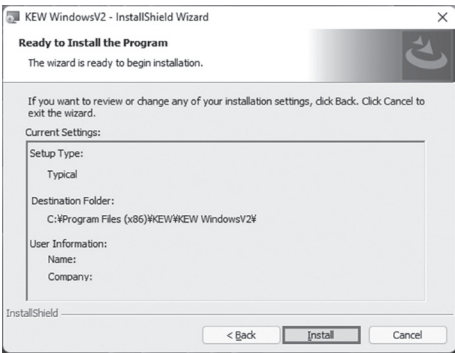 KEW WindowsV2 - InstallShield Wizard
Ready to Install the Program
The wizard is ready to begin installation.
If you want to review or change any of your installation settings, click Back. Click Cancel to
exit the wizard.
Current Settings:
Setup Type:
Typical
Destination Folder:
C:¥Program Files (x86)¥KEW¥KEW WindowsV2¥
User Information:
Name:
Company:
InstallShield
< Back
Install
Cancel